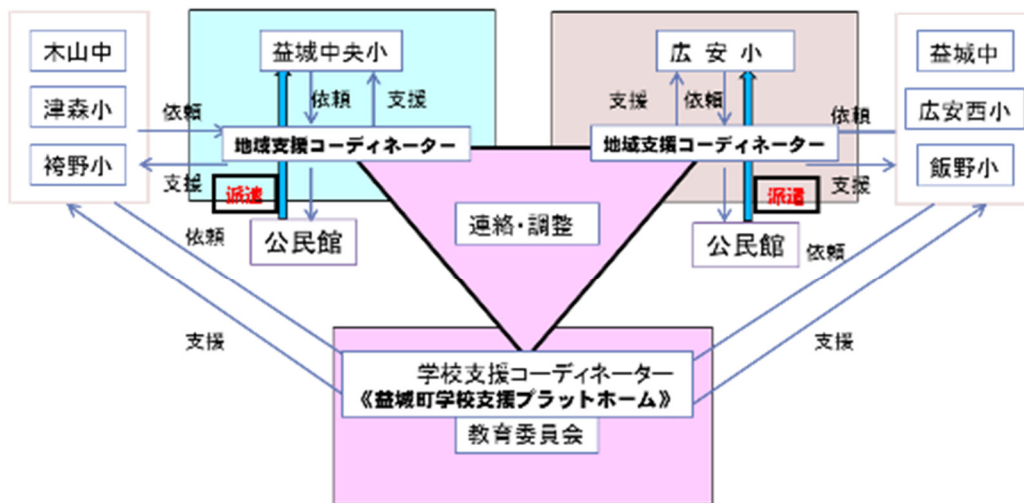 木山中
津森小
袴野小
依頼
支援
益城中央小
依頼
支援
地域支援コーディネーター
派遣
公民館
広安小
支援
依頼
地域支援コーディネーター
派遣
公民館
益城中
広安西小
飯野小
依頼
支援
連絡・調整
依頼
支援
依頼
支援
学校支援コーディネーター
《益城町学校支援プラットホーム》
教育委員会